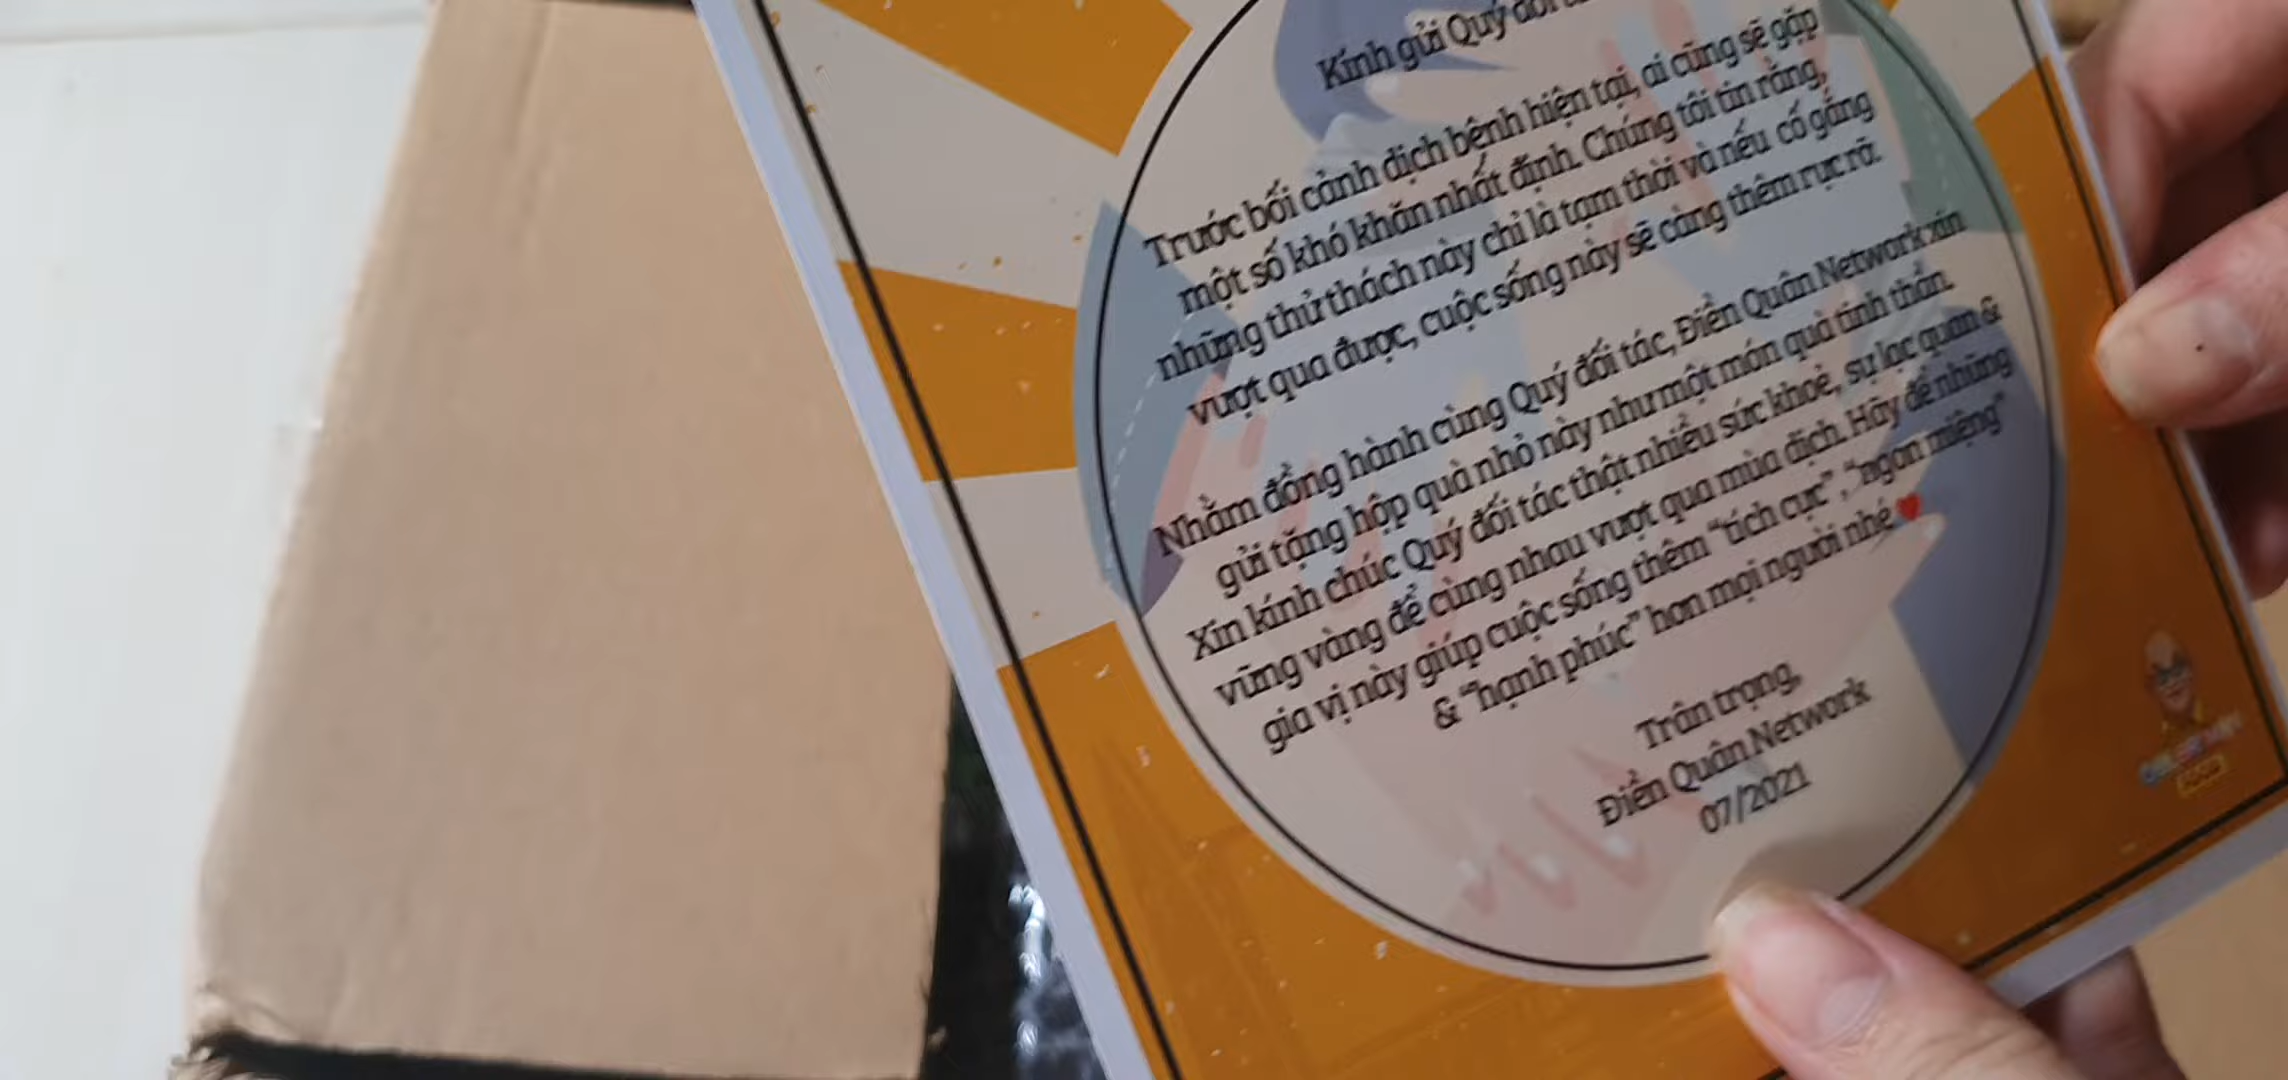 Kính gửi Quý đối
Trước bối cảnh dịch bệnh hiện tại, ai cũng sẽ gặp
một số khó khăn nhất định. Chúng tôi tin rằng,
những thử thách này chỉ là tạm thời và nếu cố gắng
vượt qua được, cuộc sống này sẽ càng thêm rực rỡ.
Nhằm đồng hành cùng Quý đối tác, Điền Quân Network xin
gửi tặng hộp quà nhỏ này như một món quà tinh thần.
Xin kính chúc Quý đối tác thật nhiều sức khoẻ, sự lạc quan &
vững vàng để cùng nhau vượt qua mùa dịch. Hãy để những
gia vị này giúp cuộc sống thêm "tích cực", "ngon miệng"
& "hạnh phúc" hơn mọi người nhé ♥
Trân trọng,
Điền Quân Network
07/2021